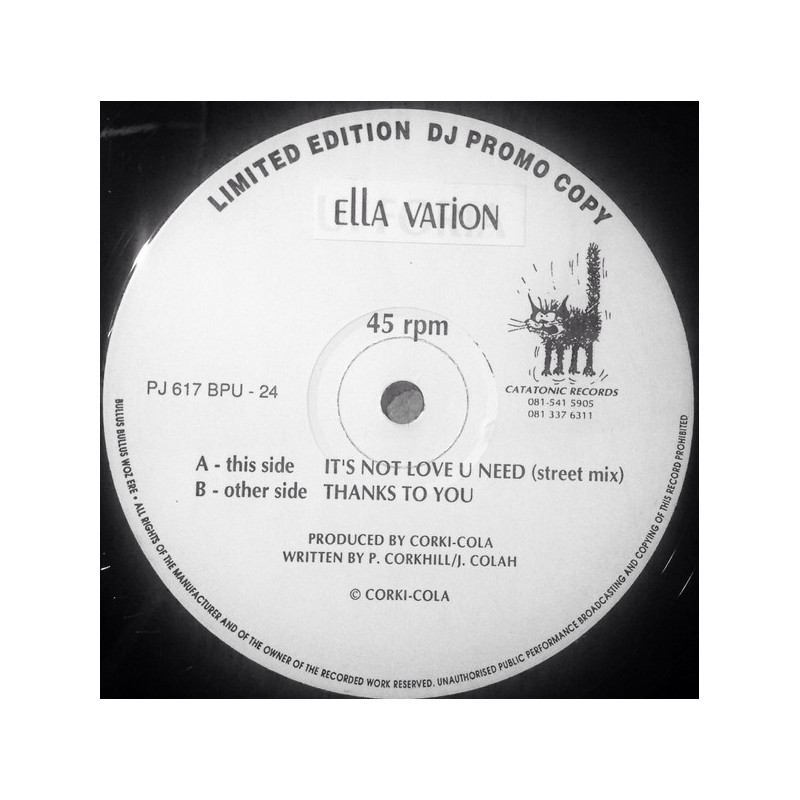 LIMITED EDITION DJ PROMO COPY
Ella VATiON
45 rpm
CATATONIC RECORDS
081-541 5905
081 337 6311
PJ 617 BPU - 24
A - this side IT'S NOT LOVE U NEED (street mix)
B - other side THANKS TO YOU
PRODUCED BY CORKI-COLA
WRITTEN BY P. CORKHILL/J. COLAH
© CORKI-COLA
BULLUS BULLUS WOZ ERE • ALL RIGHTS OF THE MANUFACTURER AND OF THE OWNER OF THE RECORDED WORK RESERVED. UNAUTHORISED PUBLIC PERFORMANCE BROADCASTING AND COPYING OF THIS RECORD PROHIBITED